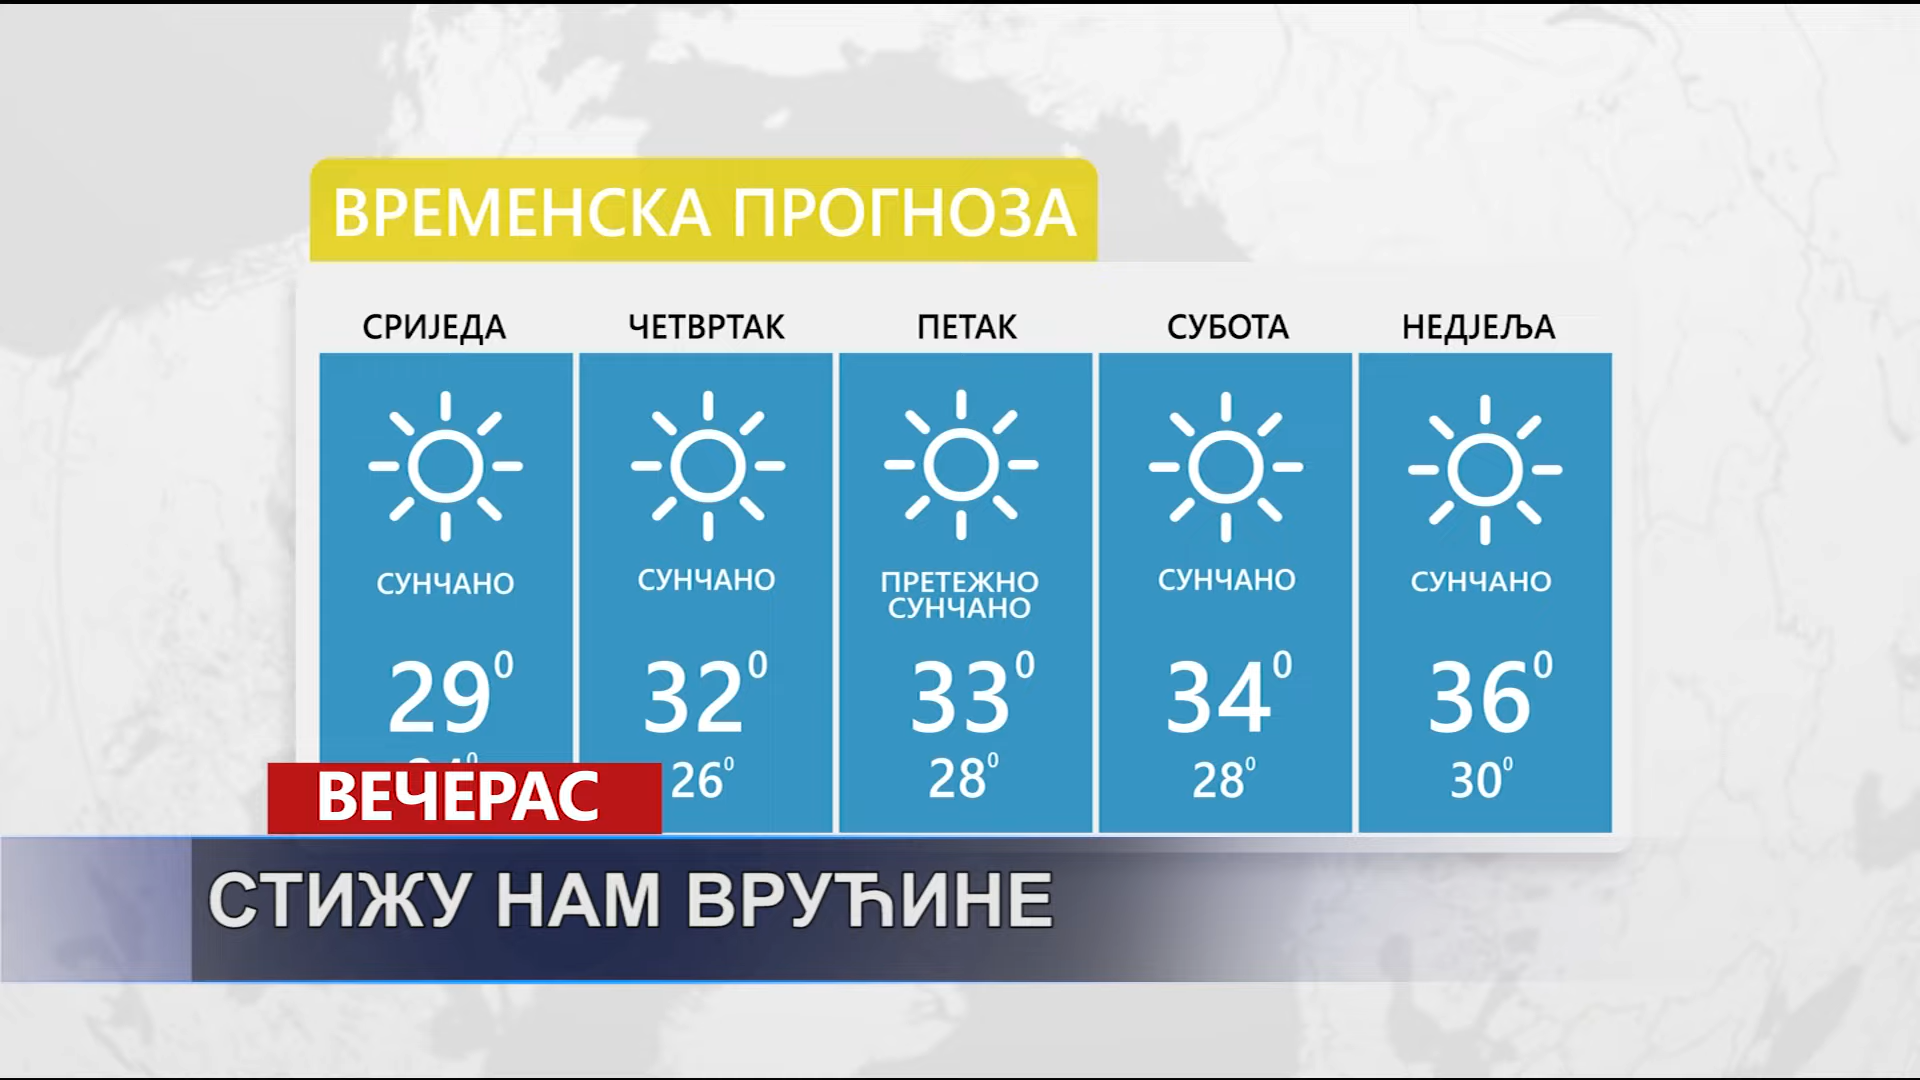 ВРЕМЕНСКА ПРОГНОЗА
СРИЈЕДА ЧЕТВРТАК ПЕТАК СУБОТА НЕДЈЕЉА
СУНЧАНО СУНЧАНО ПРЕТЕЖНО СУНЧАНО СУНЧАНО
СУНЧАНО
29⁰ 32⁰ 33⁰ 34⁰ 36⁰
26⁰ 28⁰ 28⁰ 30⁰
ВЕЧЕРАС
СТИЖУ НАМ ВРУЋИНЕ